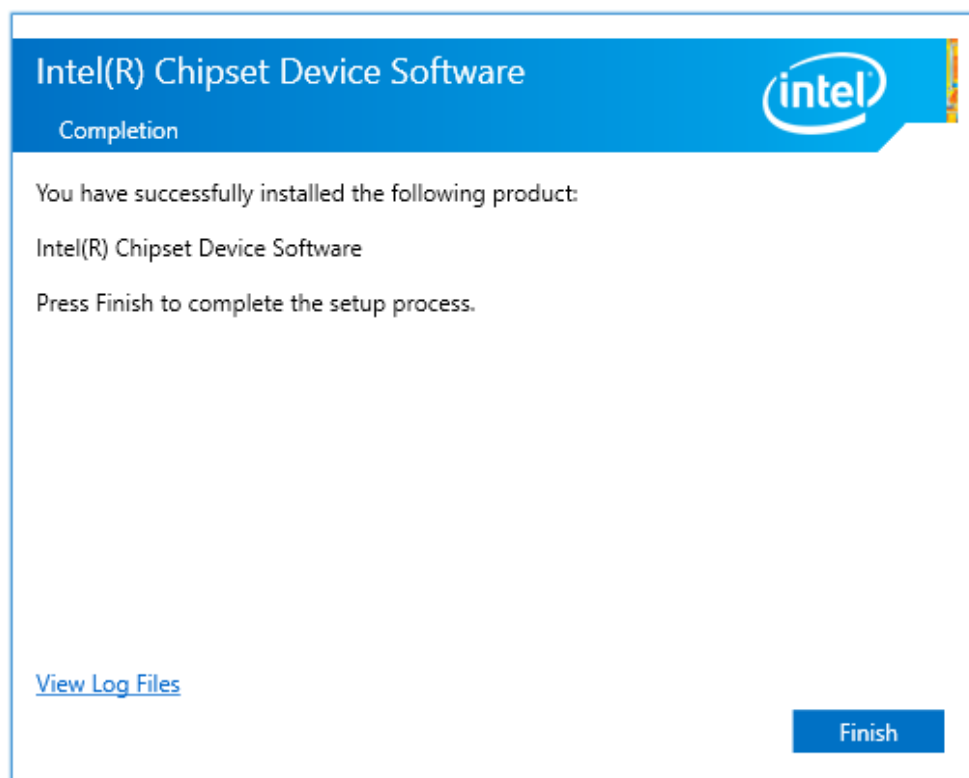 Intel(R) Chipset Device Software
intel
Completion
You have successfully installed the following product:
Intel(R) Chipset Device Software
Press Finish to complete the setup process.
View Log Files
Finish